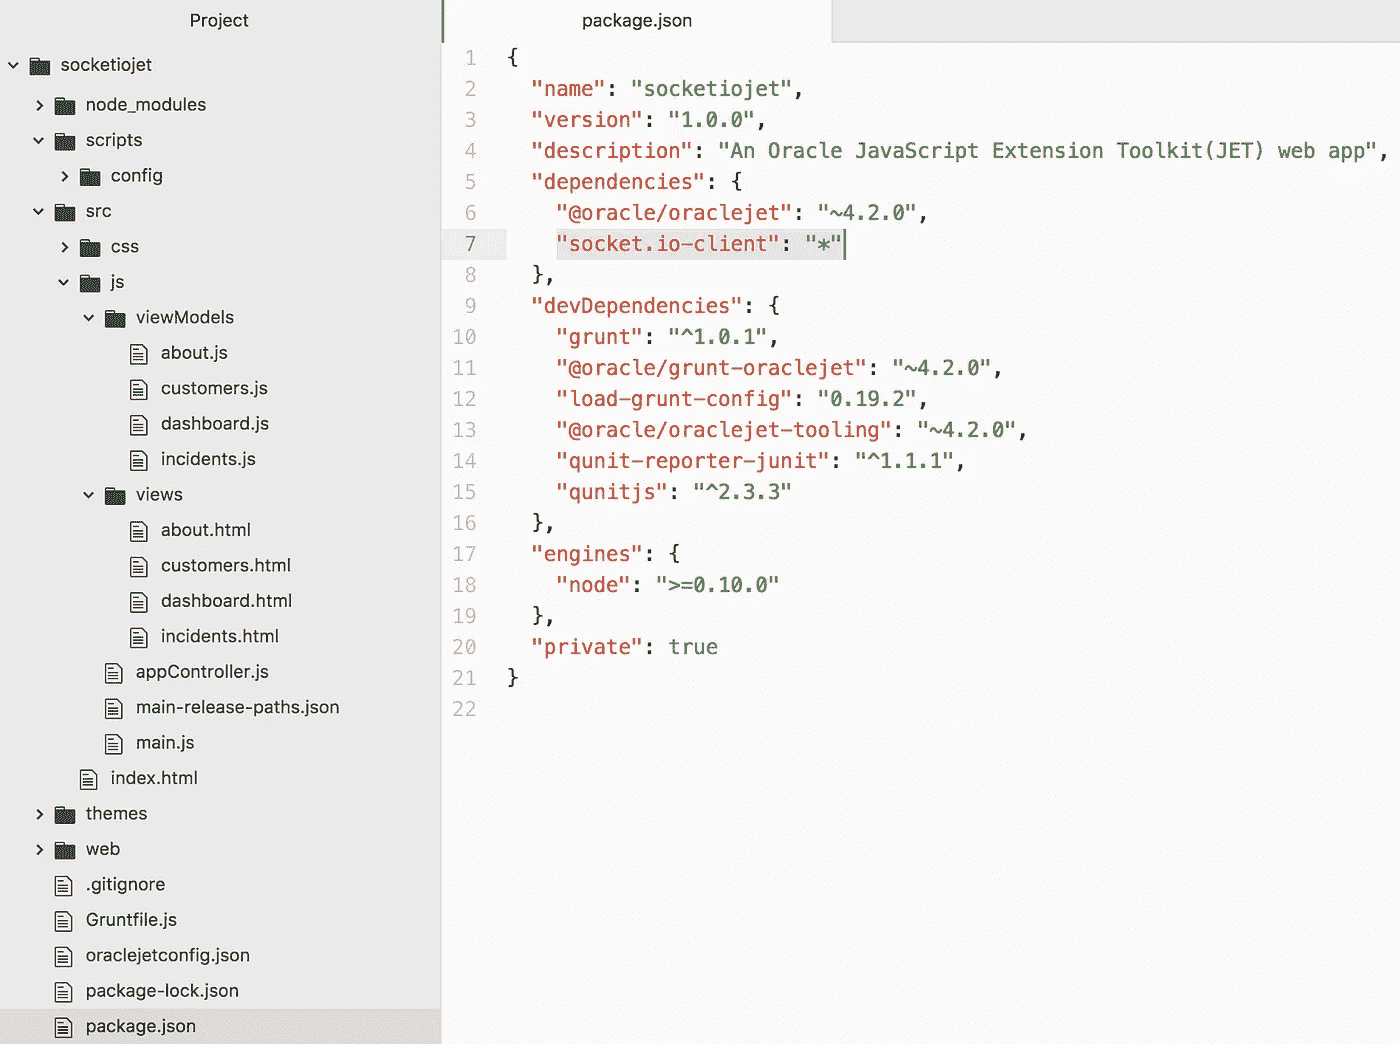 Project
socketiojet
node_modules
scripts
config
src
css
js
viewModels
about.js
customers.js
dashboard.js
incidents.js
views
about.html
customers.html
dashboard.html
incidents.html
appController.js
main-release-paths.json
main.js
index.html
themes
web
.gitignore
Gruntfile.js
oraclejetconfig.json
package-lock.json
package.json
package.json
1 {
2 "name": "socketiojet",
3 "version": "1.0.0",
4 "description": "An Oracle JavaScript Extension Toolkit(JET) web app",
5 "dependencies": {
6 "@oracle/oraclejet": "~4.2.0",
7 "socket.io-client": "*"
8 },
9 "devDependencies": {
10 "grunt": "^1.0.1",
11 "@oracle/grunt-oraclejet": "~4.2.0",
12 "load-grunt-config": "0.19.2",
13 "@oracle/oraclejet-tooling": "~4.2.0",
14 "qunit-reporter-junit": "^1.1.1",
15 "qunitjs": "^2.3.3"
16 },
17 "engines": {
18 "node": ">=0.10.0"
19 },
20 "private": true
21 }
22